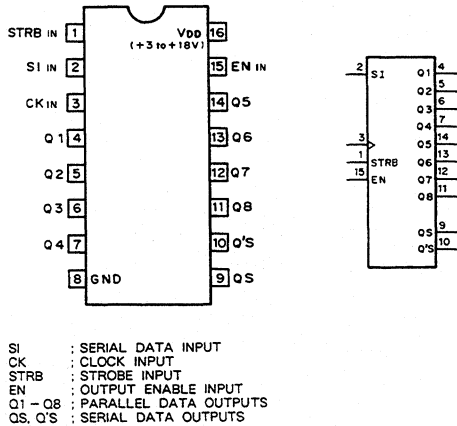 STRB IN 1
16 VDD
(+3 to +18V)
SI IN 2
15 EN IN
CK IN 3
14 Q5
Q1 4
13 Q6
Q2 5
12 Q7
Q3 6
11 Q8
Q4 7
10 Q'S
8 GND
9 QS
2 SI
3
1 STRB
15 EN
Q1 4
Q2 5
Q3 6
Q4 7
Q5 14
Q6 13
Q7 12
Q8 11
QS 9
Q'S 10
SI ; SERIAL DATA INPUT
CK ; CLOCK INPUT
STRB ; STROBE INPUT
EN ; OUTPUT ENABLE INPUT
Q1 - Q8 ; PARALLEL DATA OUTPUTS
QS, Q'S ; SERIAL DATA OUTPUTS